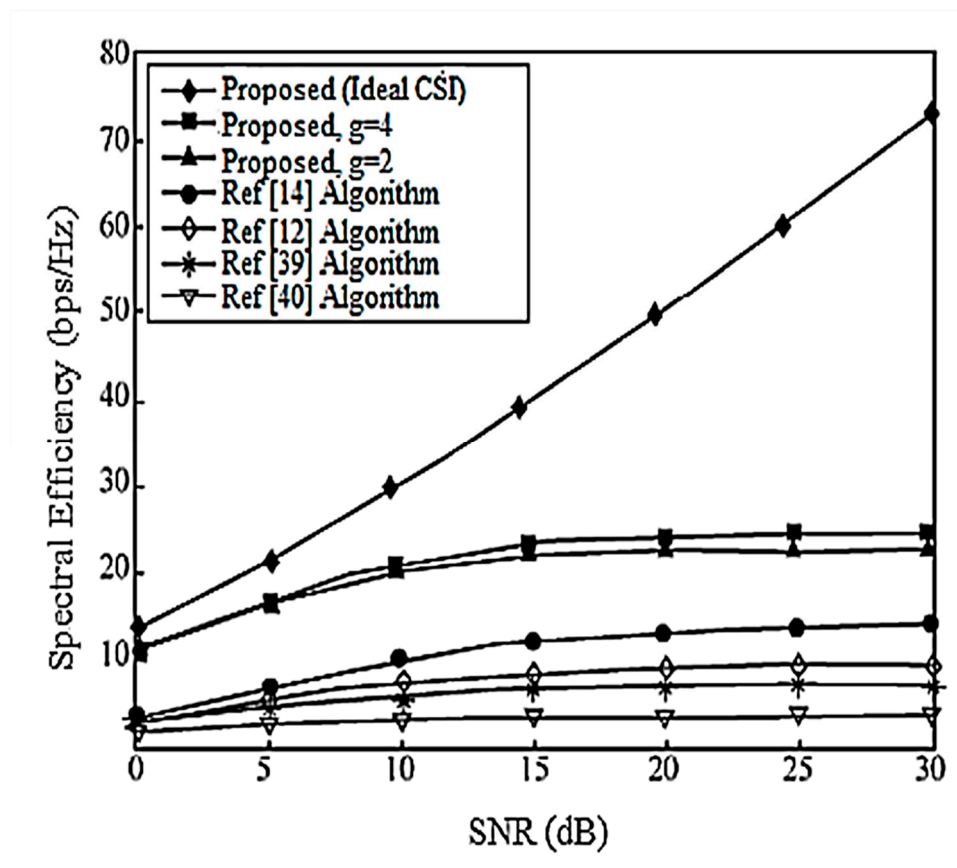 80
70
60
50
40
30
20
10
Spectral Efficiency (bps/Hz)
Proposed (Ideal CSI)
Proposed, g=4
Proposed, g=2
Ref [14] Algorithm
Ref [12] Algorithm
Ref [39] Algorithm
Ref [40] Algorithm
0 5 10 15 20 25 30
SNR (dB)